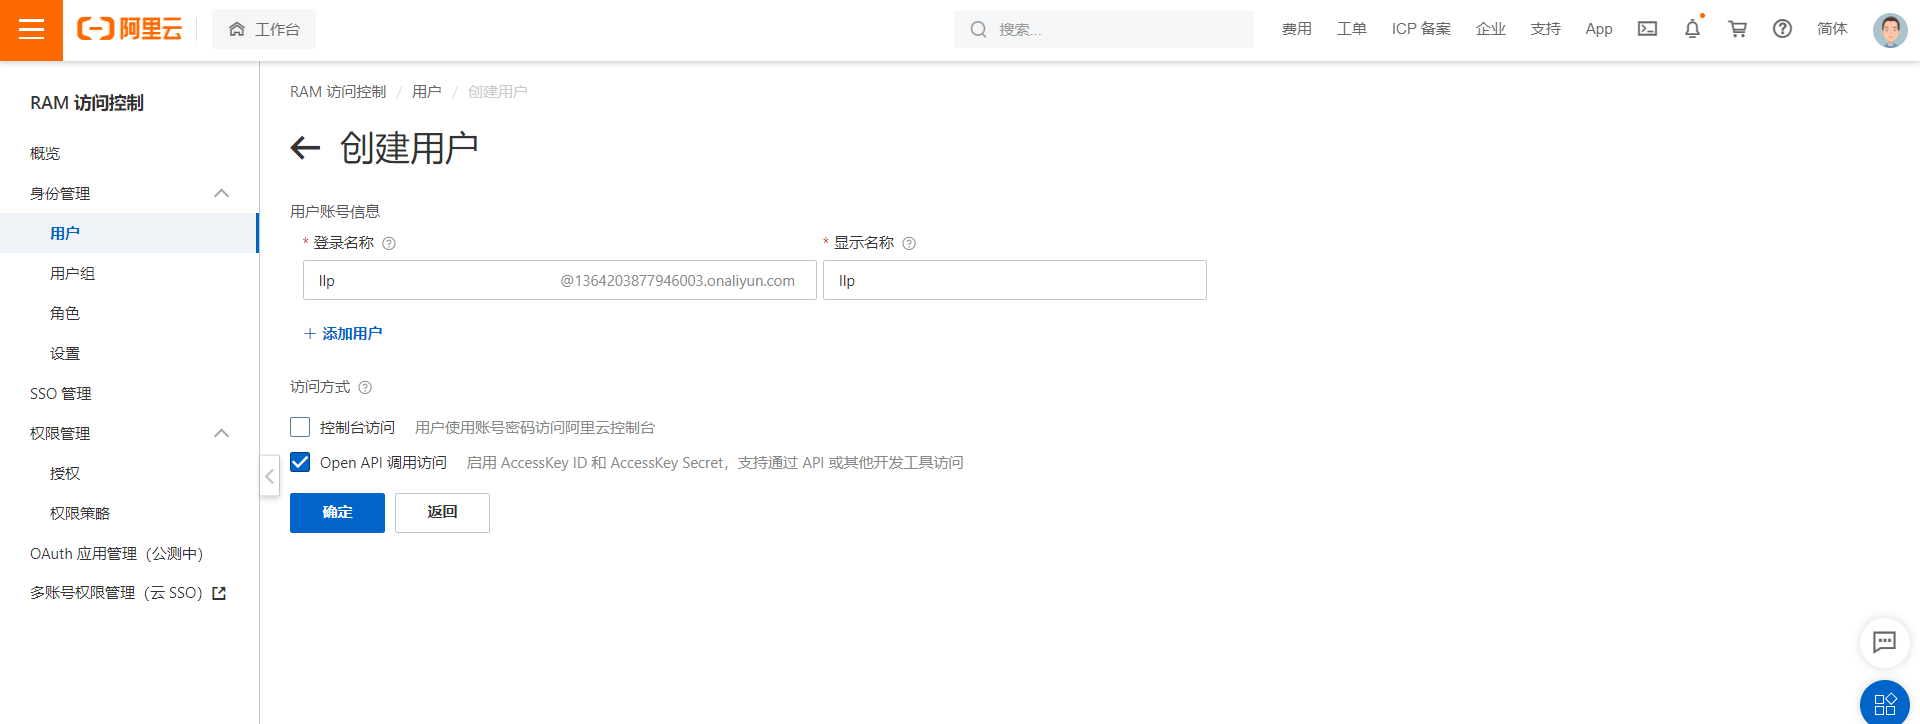 阿里云
工作台
搜索...
费用
工单
ICP 备案
企业
支持
App
简体
RAM 访问控制
概览
身份管理
用户
用户组
角色
设置
SSO 管理
权限管理
授权
权限策略
OAuth 应用管理（公测中）
多账号权限管理（云 SSO）
RAM 访问控制 / 用户 / 创建用户
创建用户
用户账号信息
* 登录名称
* 显示名称
llp @1364203877946003.onaliyun.com
llp
添加用户
访问方式
控制台访问 用户使用账号密码访问阿里云控制台
Open API 调用访问 启用 AccessKey ID 和 AccessKey Secret，支持通过 API 或其他开发工具访问
确定
返回